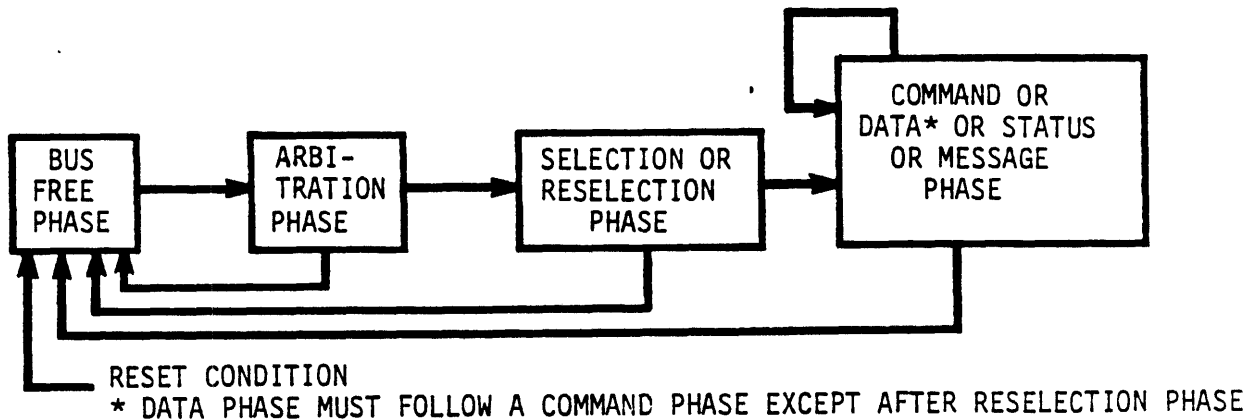 BUS
FREE
PHASE
ARBI-
TRATION
PHASE
SELECTION OR
RESELECTION
PHASE
COMMAND OR
DATA* OR STATUS
OR MESSAGE
PHASE
RESET CONDITION
* DATA PHASE MUST FOLLOW A COMMAND PHASE EXCEPT AFTER RESELECTION PHASE